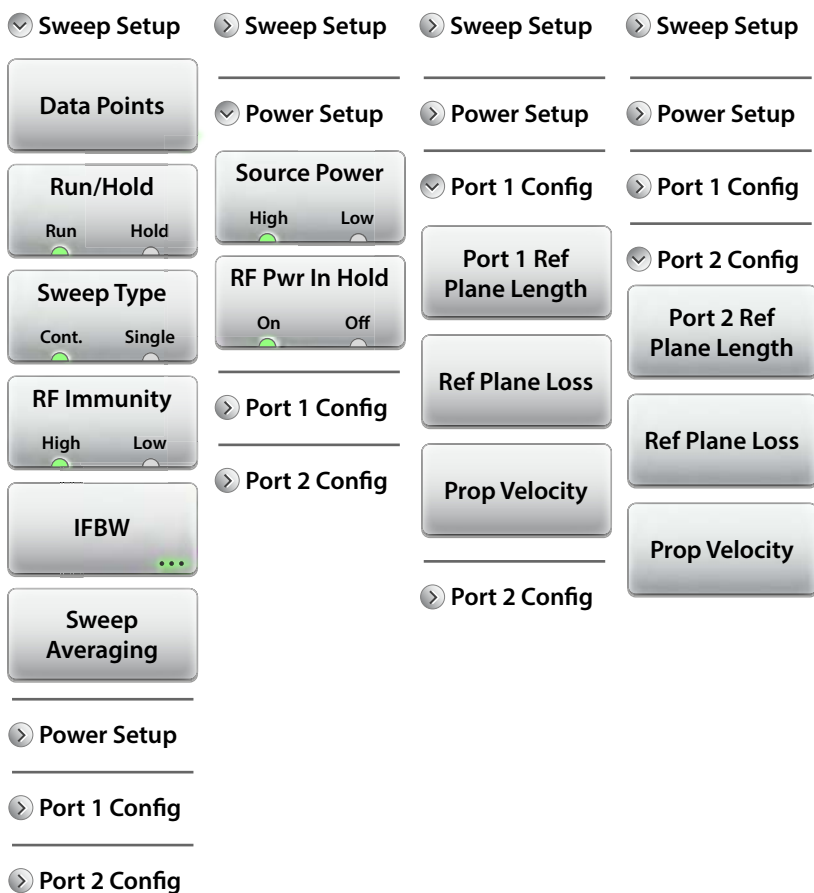 Sweep Setup
Data Points
Run/Hold
Run Hold
Sweep Type
Cont. Single
RF Immunity
High Low
IFBW
...
Sweep
Averaging
Power Setup
Port 1 Config
Port 2 Config
Sweep Setup
Power Setup
Source Power
High Low
RF Pwr In Hold
On Off
Port 1 Config
Port 2 Config
Sweep Setup
Power Setup
Port 1 Config
Port 1 Ref
Plane Length
Ref Plane Loss
Prop Velocity
Port 2 Config
Sweep Setup
Power Setup
Port 1 Config
Port 2 Config
Port 2 Ref
Plane Length
Ref Plane Loss
Prop Velocity